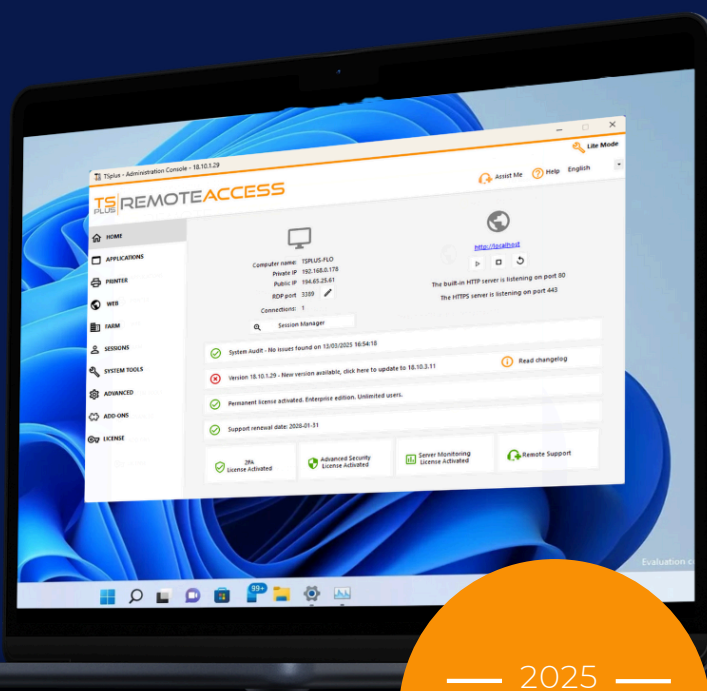 TSplus - Administration Console - 18.10.1.29
Lite Mode
TS PLUS REMOTE ACCESS
Assist Me
Help
English
HOME
APPLICATIONS
PRINTER
WEB
FARM
SESSIONS
SYSTEM TOOLS
ADVANCED
ADD-ONS
LICENSE
Computer name: TSPLUS-FLO
Private IP 192.168.0.178
Public IP 194.63.25.61
RDP port 3389
Connections: 1
Session Manager
http://localhost
The built-in HTTP server is listening on port 80
The HTTPS server is listening on port 443
System Audit - No issues found on 13/03/2025 16:54:18
Version 18.10.1.29 - New version available, click here to update to 18.10.3.11
Read changelog
Permanent license activated. Enterprise edition. Unlimited users.
Support renewal date: 2028-01-31
2FA
License Activated
Advanced Security
License Activated
Server Monitoring
License Activated
Remote Support
99+
Evaluation
2025